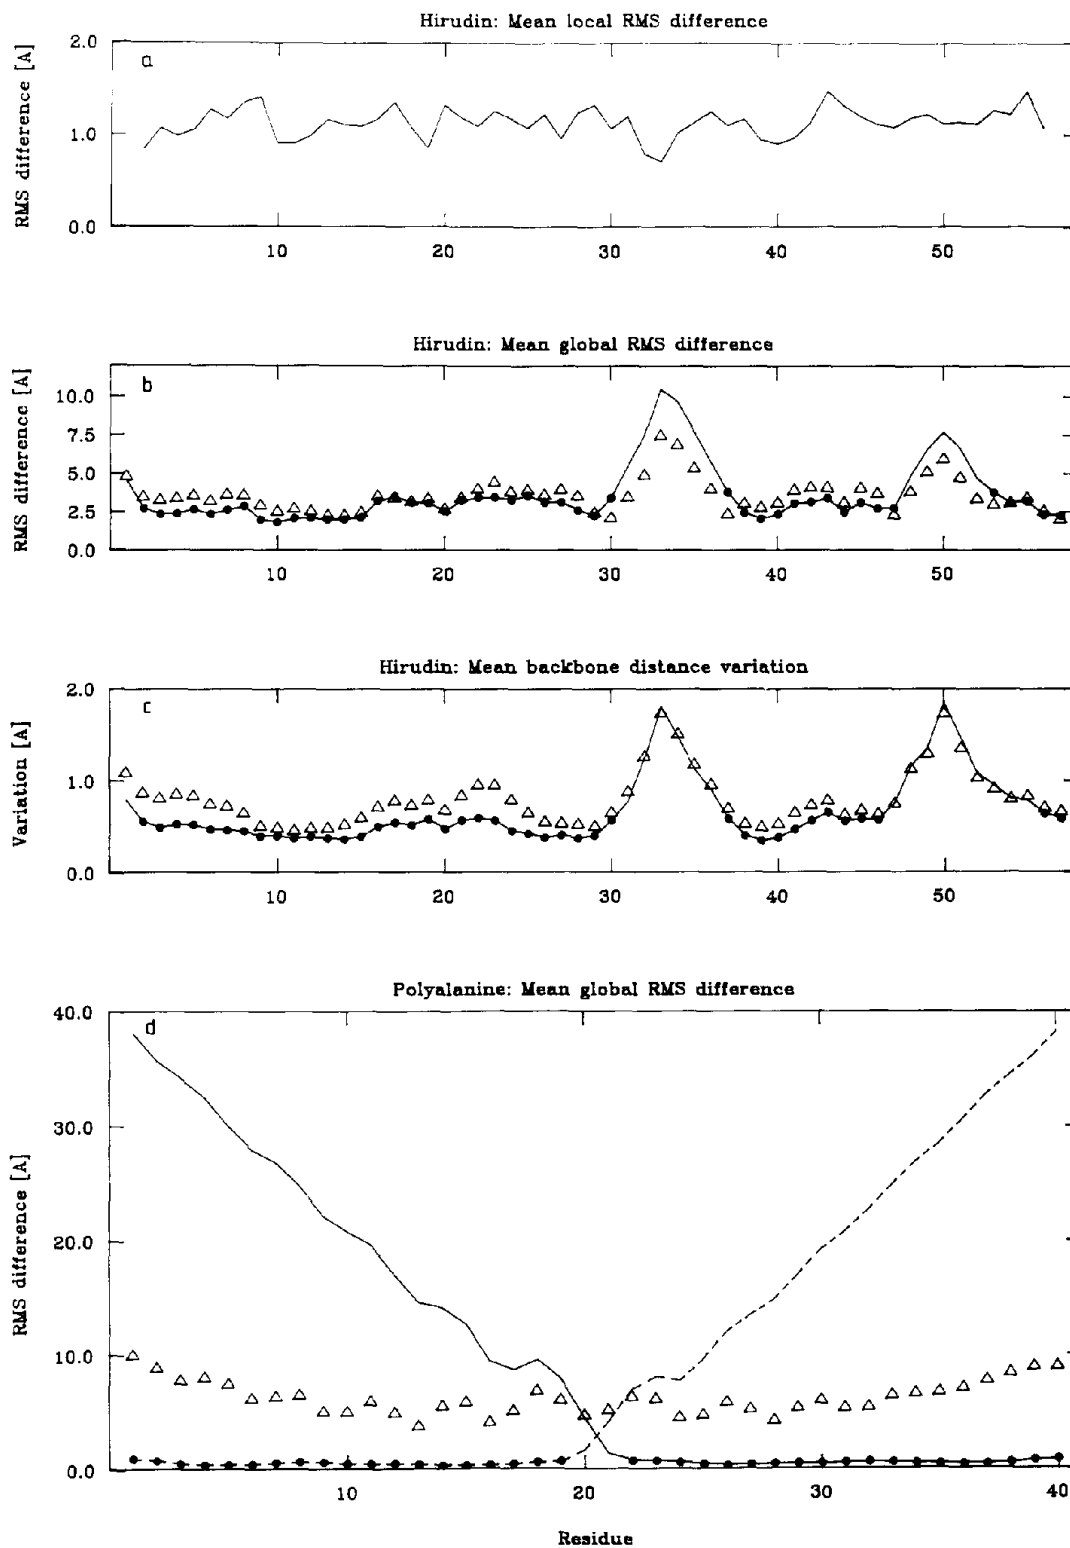 Hirudin: Mean local RMS difference
a
RMS difference [A]
2.0
1.0
0.0
10 20 30 40 50
Hirudin: Mean global RMS difference
b
RMS difference [A]
10.0
7.5
5.0
2.5
0.0
10 20 30 40 50
Hirudin: Mean backbone distance variation
c
Variation [A]
2.0
1.0
0.0
10 20 30 40 50
Polyalanine: Mean global RMS difference
d
RMS difference [A]
40.0
30.0
20.0
10.0
0.0
10 20 30 40
Residue